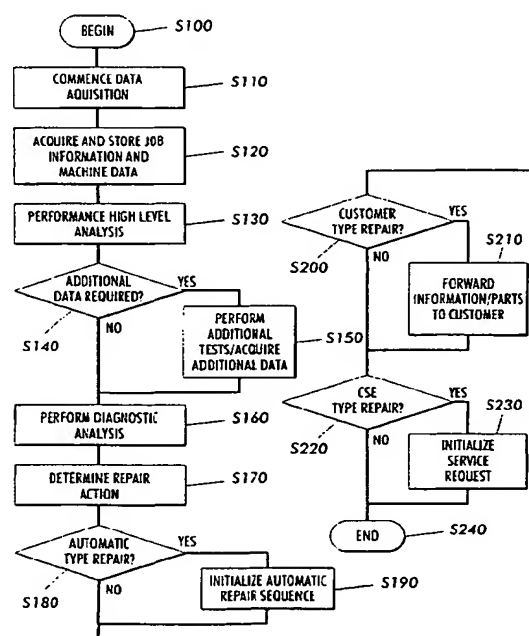 BEGIN
S100
COMMENCE DATA
AQUISITION
S110
ACQUIRE AND STORE JOB
INFORMATION AND
MACHINE DATA
S120
PERFORMANCE HIGH LEVEL
ANALYSIS
S130
ADDITIONAL
DATA REQUIRED?
YES
NO
S140
PERFORM
ADDITIONAL
TESTS/ACQUIRE
ADDITIONAL DATA
S150
PERFORM DIAGNOSTIC
ANALYSIS
S160
DETERMINE REPAIR
ACTION
S170
AUTOMATIC
TYPE REPAIR?
YES
NO
S180
INITIALIZE AUTOMATIC
REPAIR SEQUENCE
S190
CUSTOMER
TYPE REPAIR?
YES
NO
S200
S210
FORWARD
INFORMATION/PARTS
TO CUSTOMER
CSE
TYPE REPAIR?
YES
NO
S220
S230
INITIALIZE
SERVICE
REQUEST
END
S240